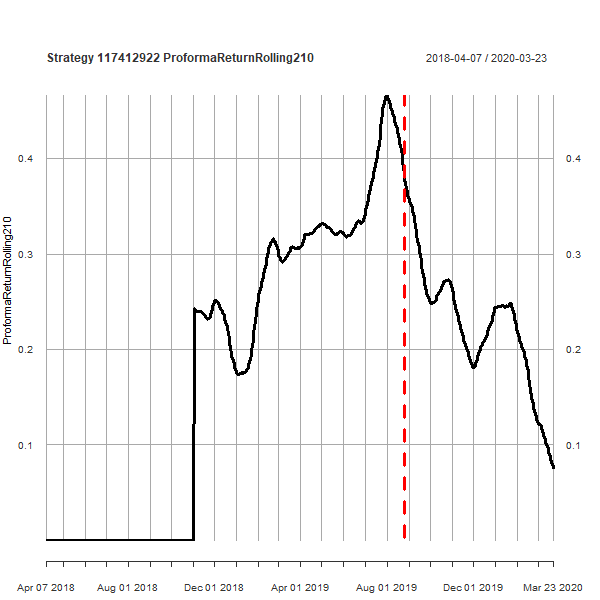 Strategy 117412922 ProformaReturnRolling210
2018-04-07 / 2020-03-23
ProformaReturnRolling210
0.4
0.3
0.2
0.1
0.4
0.3
0.2
0.1
Apr 07 2018
Aug 01 2018
Dec 01 2018
Apr 01 2019
Aug 01 2019
Dec 01 2019
Mar 23 2020